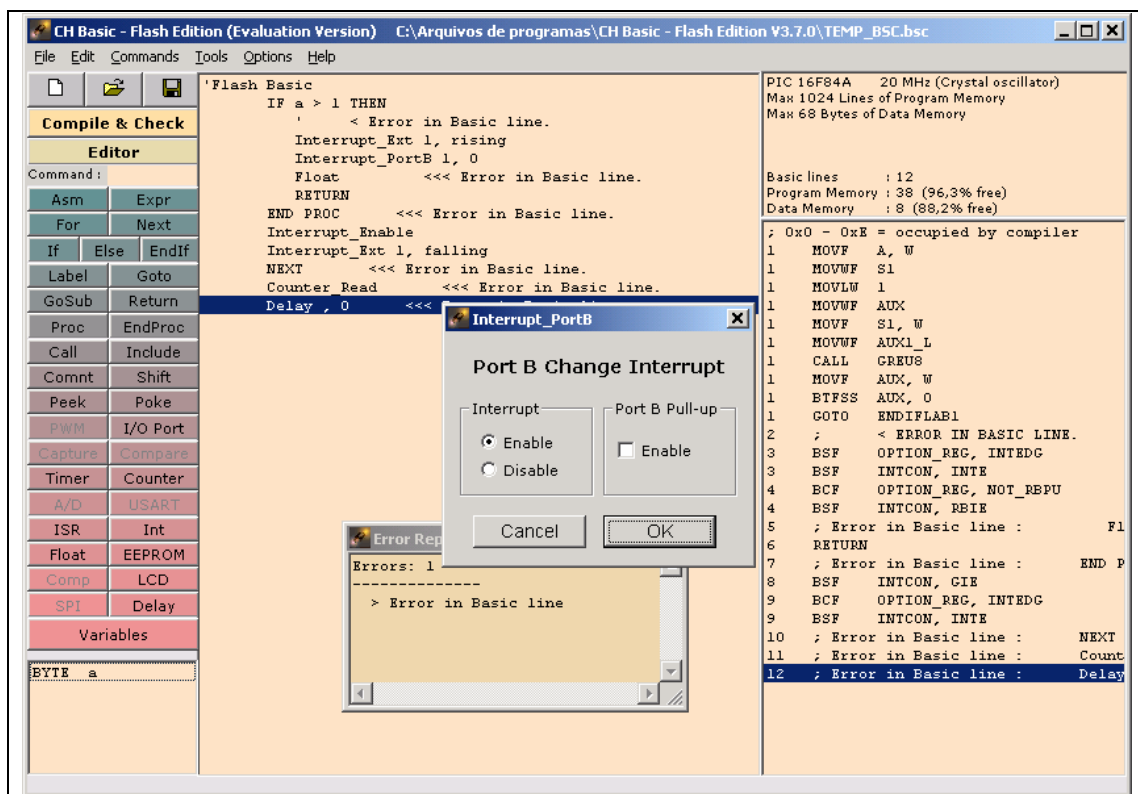 CH Basic - Flash Edition (Evaluation Version) C:\Arquivos de programas\CH Basic - Flash Edition V3.7.0\TEMP_BSC.bsc
File Edit Commands Tools Options Help
Compile & Check
Editor
Command :
Asm Expr
For Next
If Else EndIf
Label Goto
GoSub Return
Proc EndProc
Call Include
Comnt Shift
Peek Poke
PWM I/O Port
Capture Compare
Timer Counter
A/D USART
ISR Int
Float EEPROM
Comp LCD
SPI Delay
Variables
BYTE a
'Flash Basic
IF a > 1 THEN
' < Error in Basic line.
Interrupt_Ext 1, rising
Interrupt_PortB 1, 0
Float <<< Error in Basic line.
RETURN
END PROC <<< Error in Basic line.
Interrupt_Enable
Interrupt_Ext 1, falling
NEXT <<< Error in Basic line.
Counter_Read <<< Error in Basic line.
Delay , 0 <<<
Interrupt_PortB
Port B Change Interrupt
Interrupt
Enable
Disable
Port B Pull-up
Enable
Cancel OK
Error Rep
Errors: 1
--------------
> Error in Basic line
PIC 16F84A 20 MHz (Crystal oscillator)
Max 1024 Lines of Program Memory
Max 68 Bytes of Data Memory
Basic lines : 12
Program Memory : 38 (96,3% free)
Data Memory : 8 (88,2% free)
; 0x0 - 0xE = occupied by compiler
1 MOVF A, W
1 MOVWF S1
1 MOVLW 1
1 MOVWF AUX
1 MOVF S1, W
1 MOVWF AUX1_L
1 CALL GREU8
1 MOVF AUX, W
1 BTFSS AUX, 0
1 GOTO ENDIFLAB1
2 ; < ERROR IN BASIC LINE.
3 BSF OPTION_REG, INTEDG
3 BSF INTCON, INTE
4 BCF OPTION_REG, NOT_RBPU
4 BSF INTCON, RBIE
5 ; Error in Basic line : Fl
6 RETURN
7 ; Error in Basic line : END P
8 BSF INTCON, GIE
9 BCF OPTION_REG, INTEDG
9 BSF INTCON, INTE
10 ; Error in Basic line : NEXT
11 ; Error in Basic line : Count
12 ; Error in Basic line : Delay